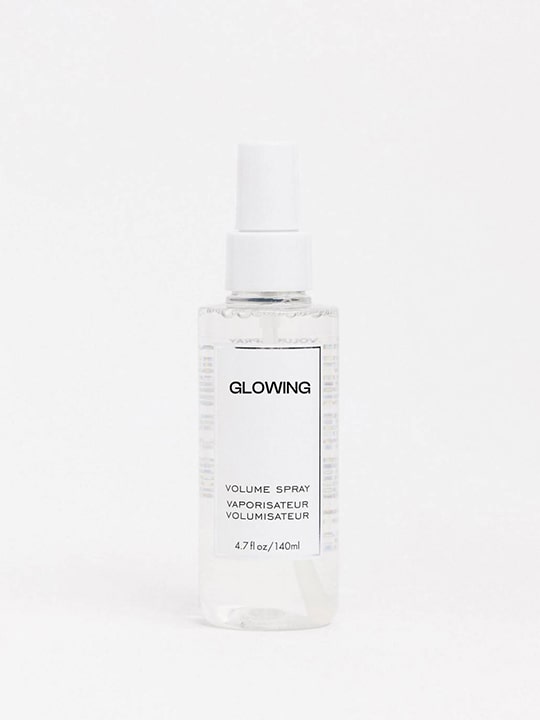 GLOWING
VOLUME SPRAY
VAPORISATEUR
VOLUMISATEUR
4.7 fl oz/140ml